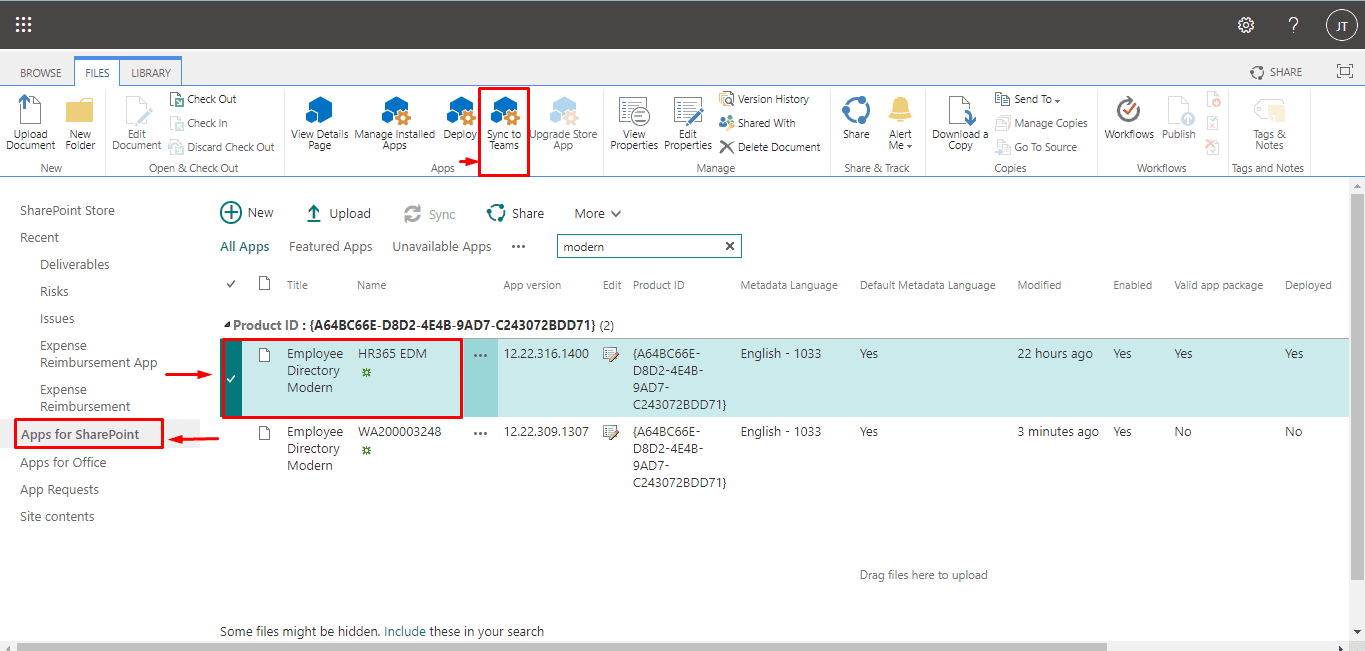 JT
BROWSE FILES LIBRARY SHARE
Upload Document
New Folder
New
Edit Document
Check Out
Check In
Discard Check Out
Open & Check Out
View Details Page
Manage Installed Apps
Deploy
Sync to Teams
Upgrade Store App
Apps
View Properties
Edit Properties
Version History
Shared With
Delete Document
Manage
Share
Alert Me
Share & Track
Download a Copy
Send To
Manage Copies
Go To Source
Copies
Workflows
Publish
Workflows
Tags & Notes
Tags and Notes
SharePoint Store
Recent
Deliverables
Risks
Issues
Expense
Reimbursement App
Expense
Reimbursement
Apps for SharePoint
Apps for Office
App Requests
Site contents
New Upload Sync Share More
All Apps Featured Apps Unavailable Apps ••• modern
Title Name App version Edit Product ID Metadata Language Default Metadata Language Modified Enabled Valid app package Deployed
Product ID : {A64BC66E-D8D2-4E4B-9AD7-C243072BDD71} (2)
Employee HR365 EDM ••• 12.22.316.1400 {A64BC66E- English - 1033 Yes 22 hours ago Yes Yes Yes
Directory D8D2-4E4B-
Modern 9AD7-
C243072BDD71}
Employee WA200003248 ••• 12.22.309.1307 {A64BC66E- English - 1033 Yes 3 minutes ago Yes No No
Directory D8D2-4E4B-
Modern 9AD7-
C243072BDD71}
Drag files here to upload
Some files might be hidden. Include these in your search